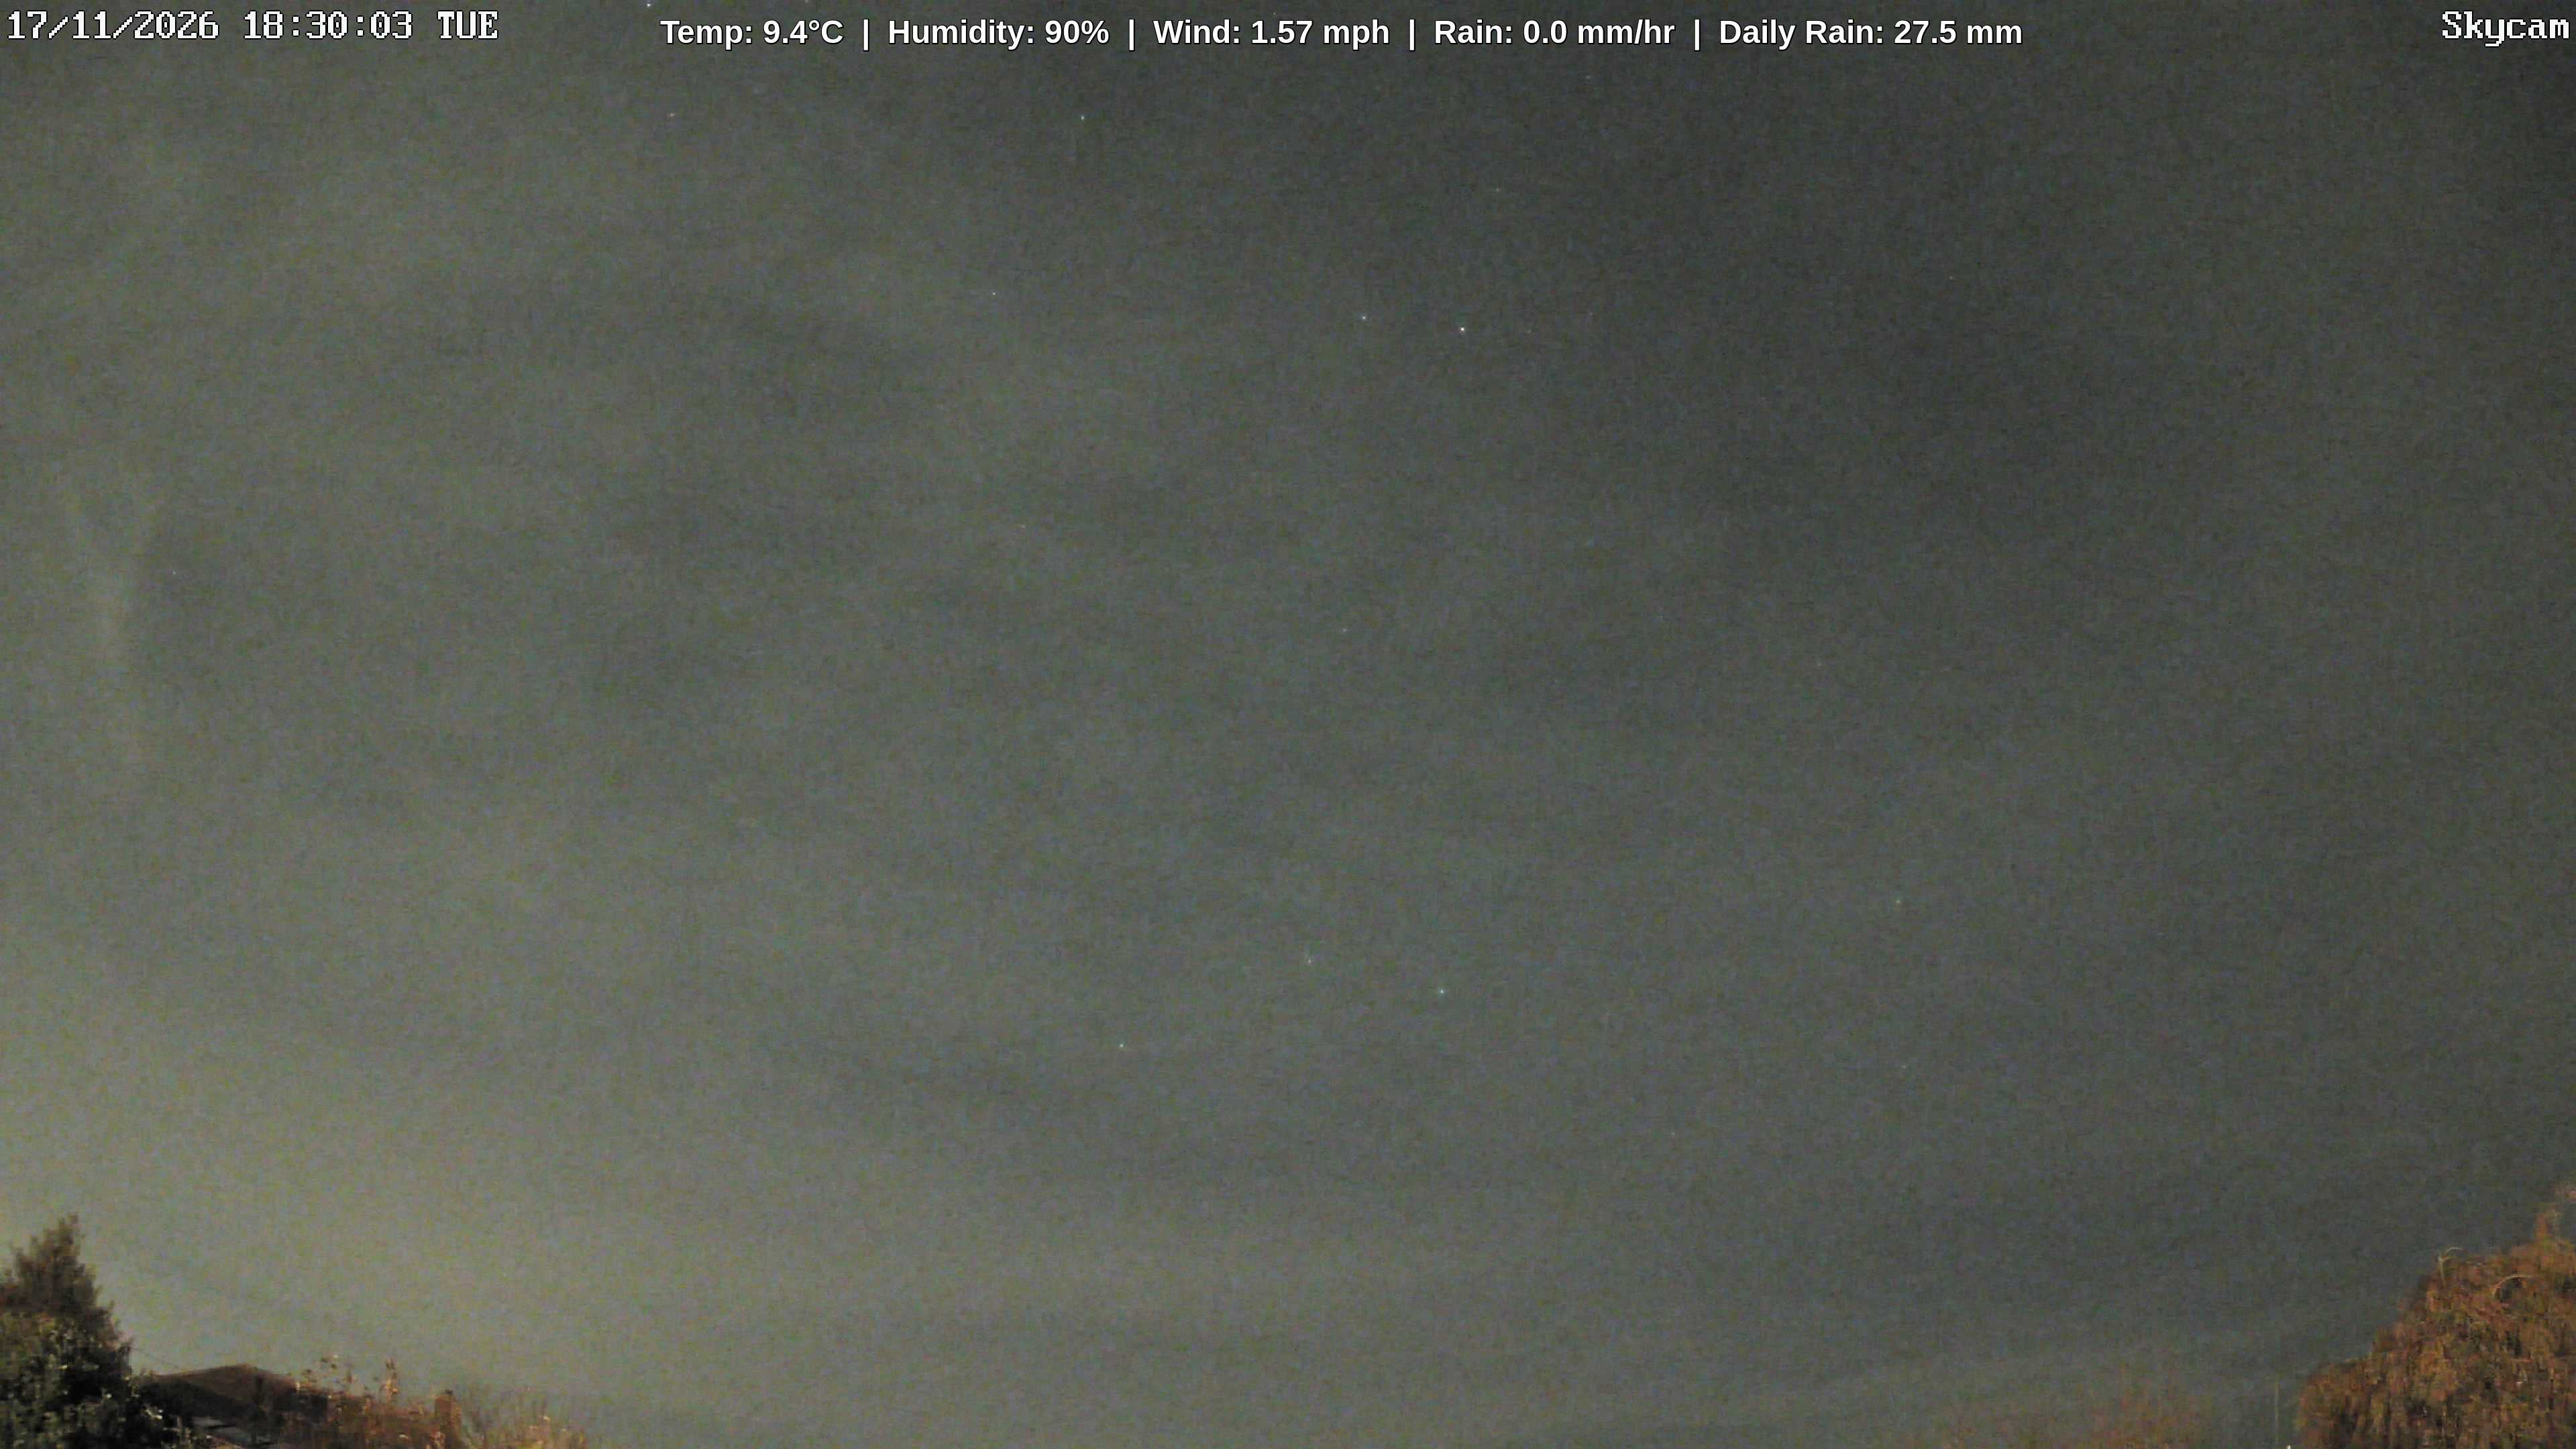 17/11/2026 18:30:03 TUE
Temp: 9.4°C | Humidity: 90% | Wind: 1.57 mph | Rain: 0.0 mm/hr | Daily Rain: 27.5 mm
Skycam